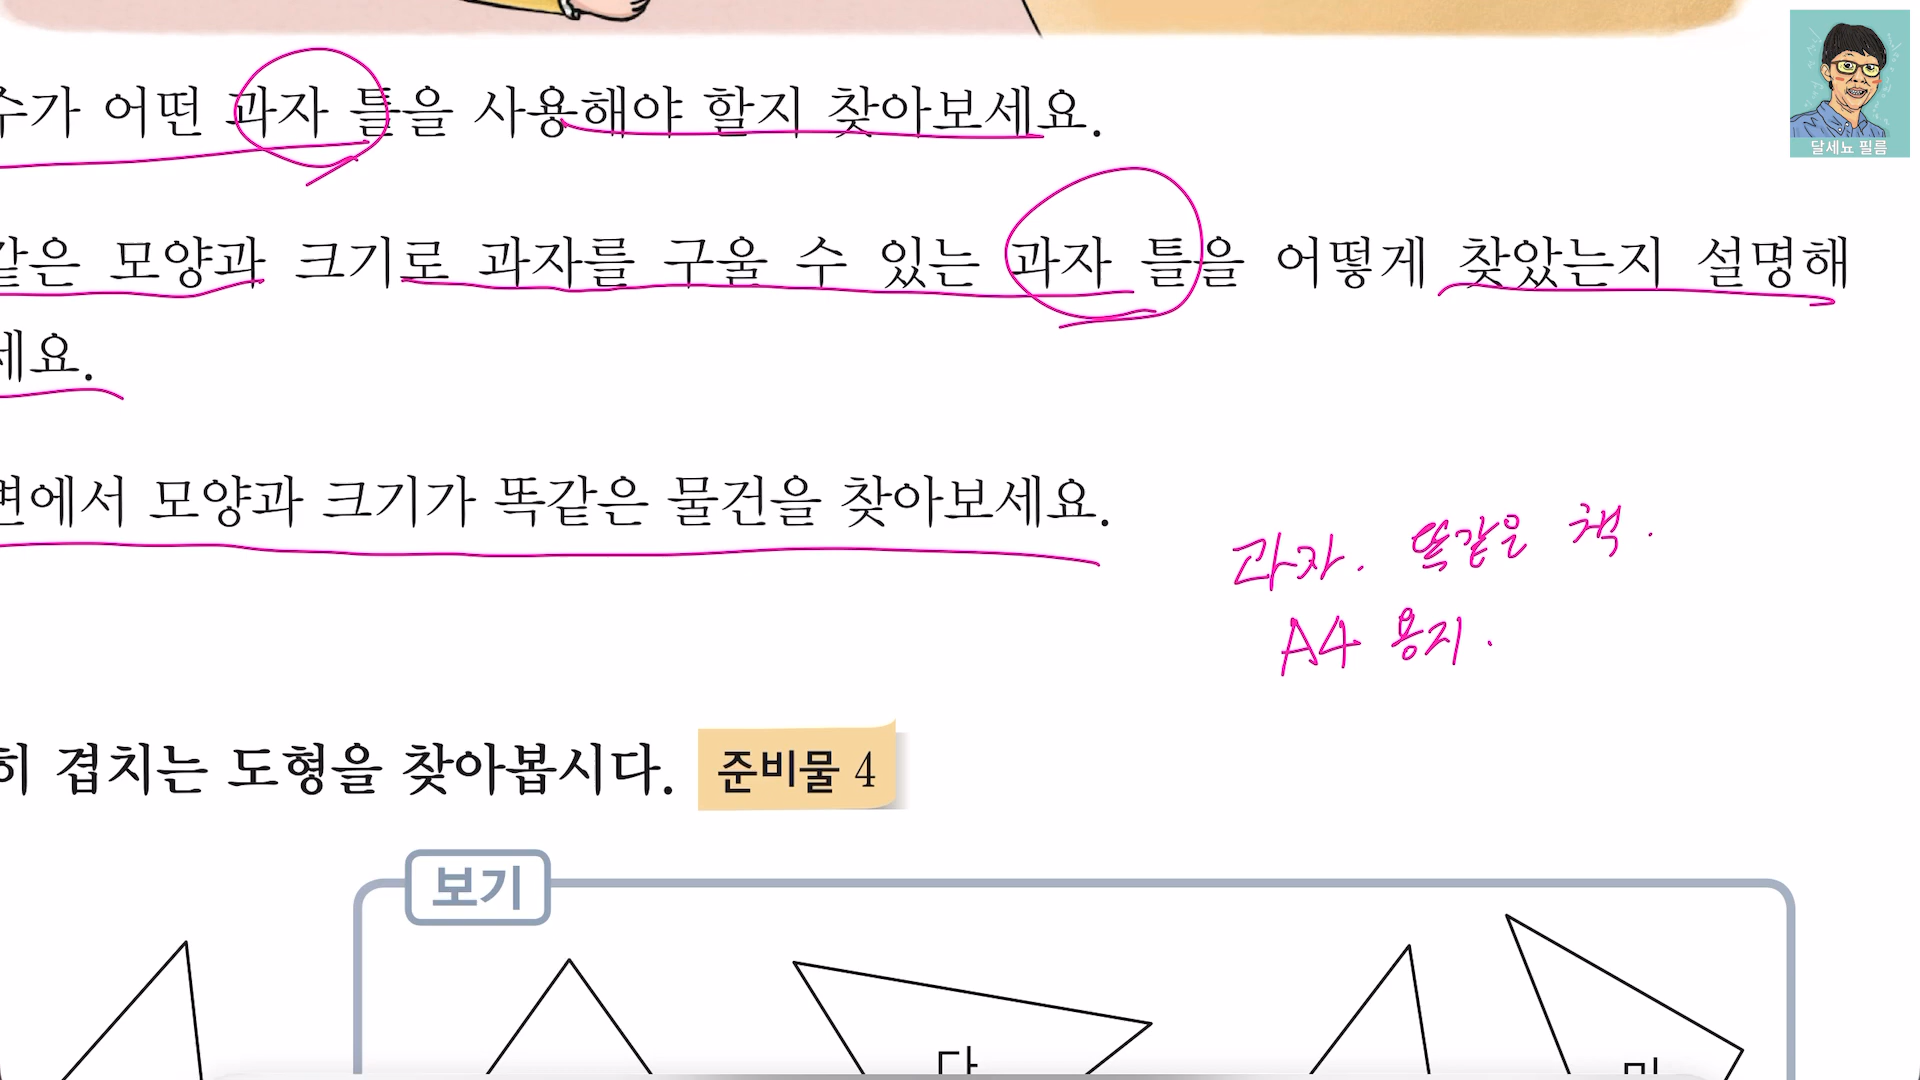 수가 어떤 과자 틀을 사용해야 할지 찾아보세요.
달세뇨 필름
같은 모양과 크기로 과자를 구울 수 있는 과자 틀을 어떻게 찾았는지 설명해
세요.
변에서 모양과 크기가 똑같은 물건을 찾아보세요.
과자. 똑같은 책.
A4 용지.
히 겹치는 도형을 찾아봅시다. 준비물 4
보기
다